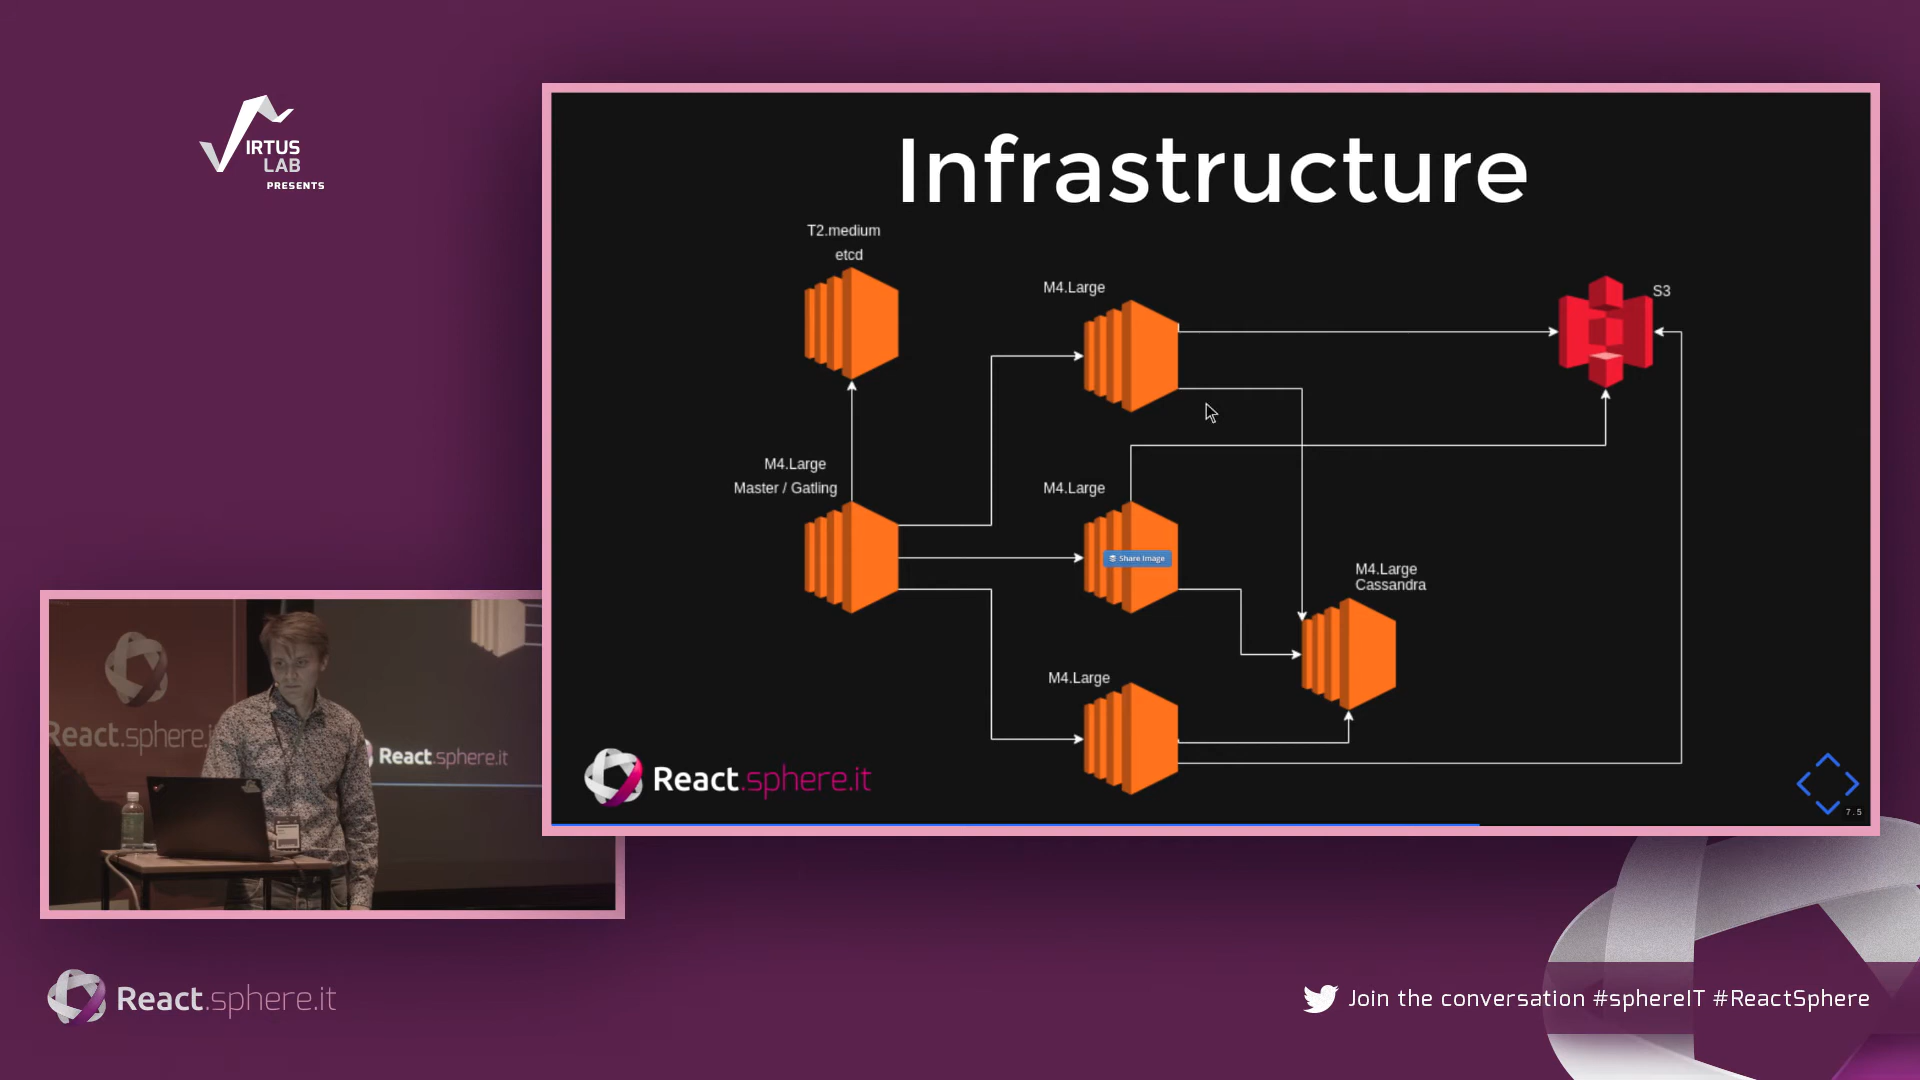 VIRTUS
LAB
PRESENTS
Infrastructure
T2.medium
etcd
M4.Large
S3
M4.Large
Master / Gatling
M4.Large
Share Image
M4.Large
Cassandra
M4.Large
React.sphere.it
7.5
React.sphere.it
React.sphere.it
React.sphere.it
Join the conversation #sphereIT #ReactSphere